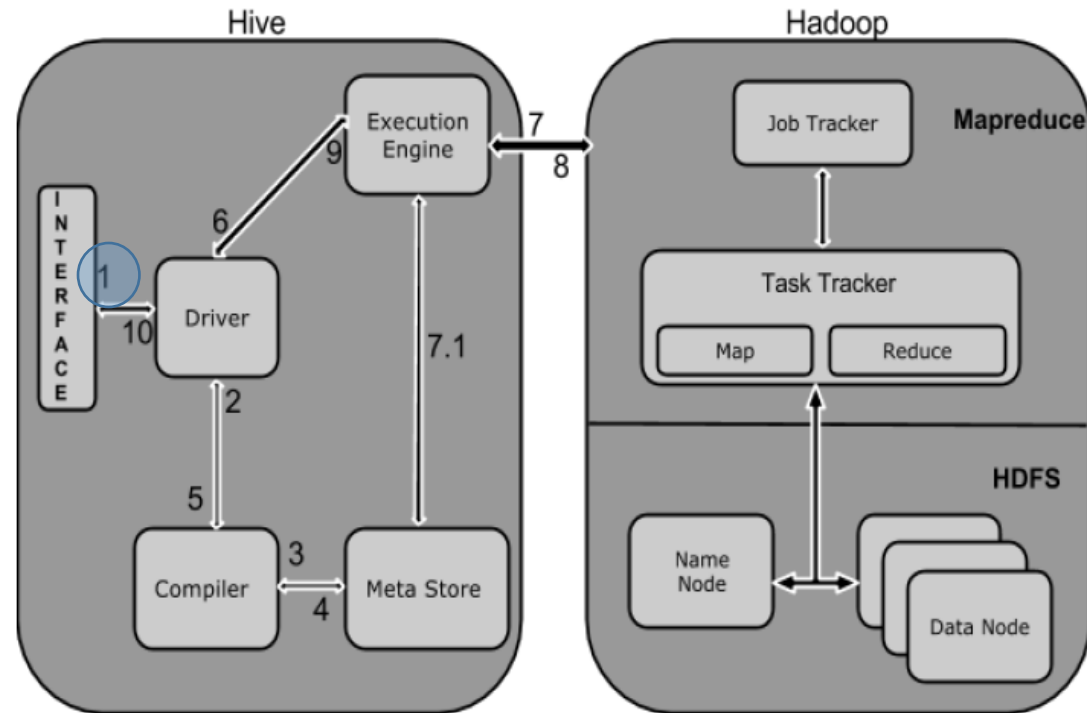 Hive
Hadoop
Execution
Engine
7
8
Job Tracker
Mapreduce
9
6
INTERFACE
1
10
Driver
Task Tracker
Map
Reduce
7.1
2
5
HDFS
3
4
Compiler
Meta Store
Name
Node
Data Node